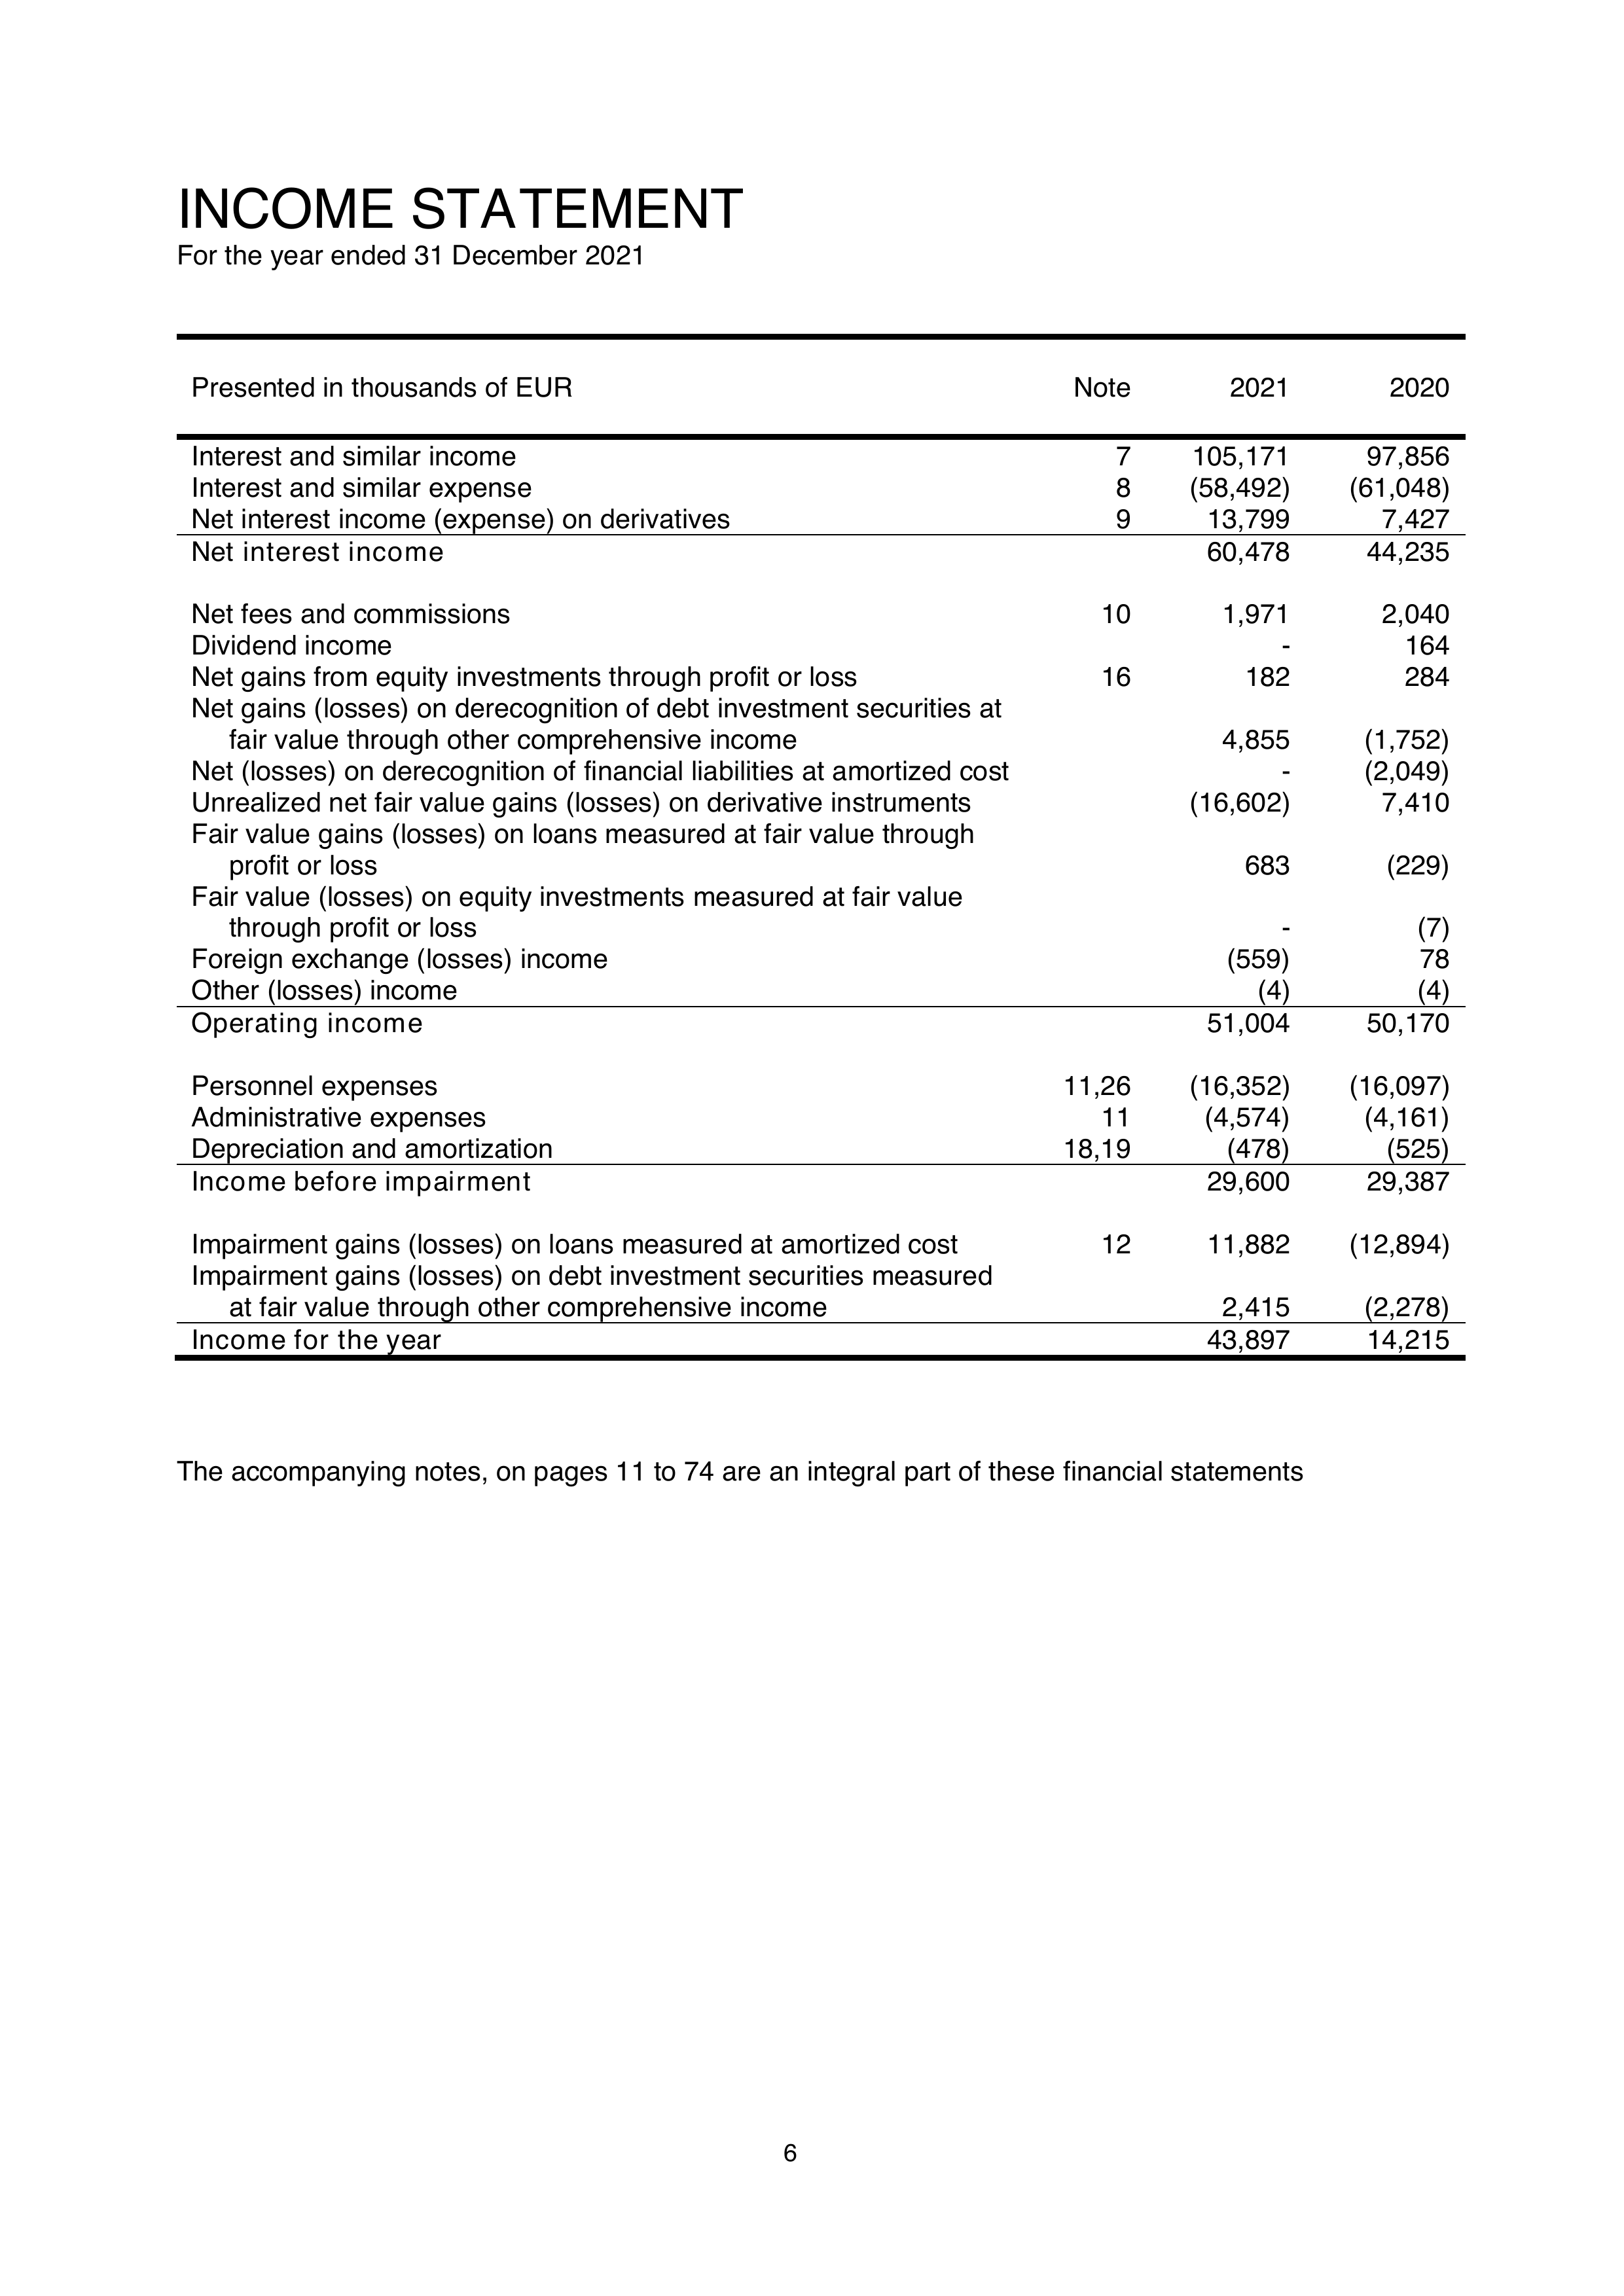 INCOME STATEMENT
For the year ended 31 December 2021
Presented in thousands of EUR Note 2021 2020
Interest and similar income 7 105,171 97,856
Interest and similar expense 8 (58,492) (61,048)
Net interest income (expense) on derivatives 9 13,799 7,427
Net interest income 60,478 44,235
Net fees and commissions 10 1,971 2,040
Dividend income - 164
Net gains from equity investments through profit or loss 16 182 284
Net gains (losses) on derecognition of debt investment securities at
fair value through other comprehensive income 4,855 (1,752)
Net (losses) on derecognition of financial liabilities at amortized cost - (2,049)
Unrealized net fair value gains (losses) on derivative instruments (16,602) 7,410
Fair value gains (losses) on loans measured at fair value through
profit or loss 683 (229)
Fair value (losses) on equity investments measured at fair value
through profit or loss - (7)
Foreign exchange (losses) income (559) 78
Other (losses) income (4) (4)
Operating income 51,004 50,170
Personnel expenses 11,26 (16,352) (16,097)
Administrative expenses 11 (4,574) (4,161)
Depreciation and amortization 18,19 (478) (525)
Income before impairment 29,600 29,387
Impairment gains (losses) on loans measured at amortized cost 12 11,882 (12,894)
Impairment gains (losses) on debt investment securities measured
at fair value through other comprehensive income 2,415 (2,278)
Income for the year 43,897 14,215
The accompanying notes, on pages 11 to 74 are an integral part of these financial statements
6